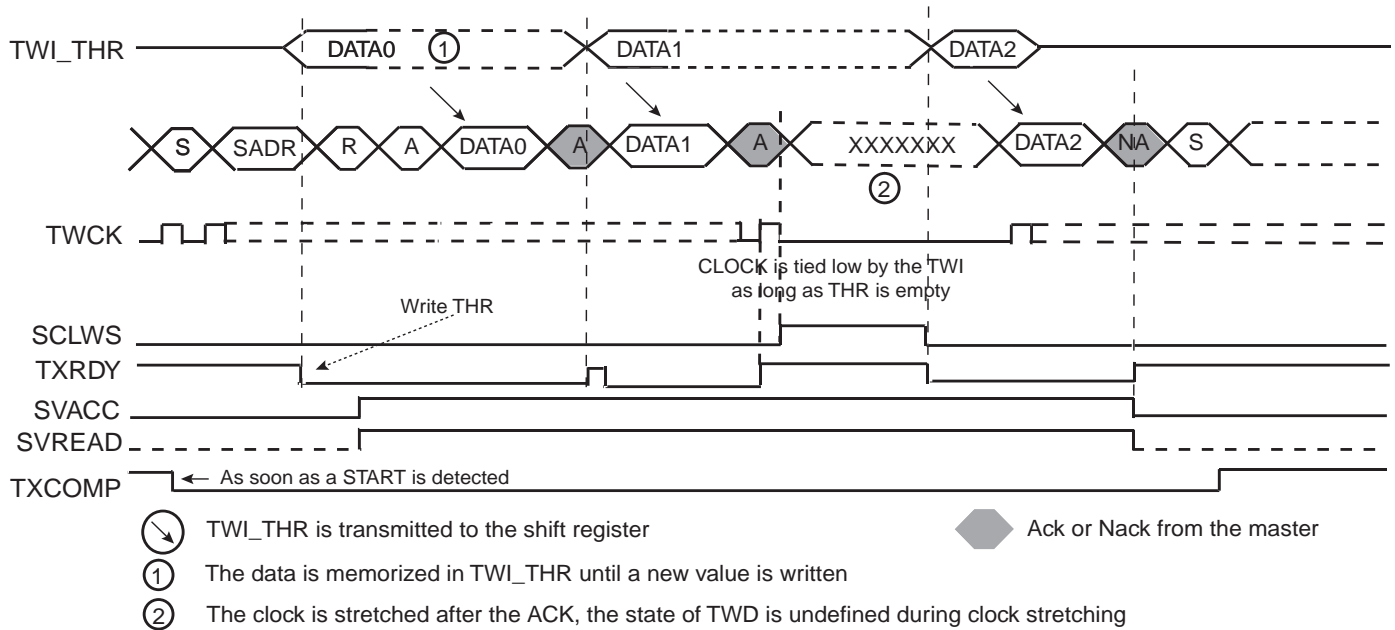 TWI_THR DATA0 1 DATA1 DATA2
S SADR R A DATA0 A DATA1 A XXXXXXX DATA2 NA S
2
TWCK
CLOCK is tied low by the TWI
as long as THR is empty
Write THR
SCLWS
TXRDY
SVACC
SVREAD
TXCOMP As soon as a START is detected
TWI_THR is transmitted to the shift register Ack or Nack from the master
1 The data is memorized in TWI_THR until a new value is written
2 The clock is stretched after the ACK, the state of TWD is undefined during clock stretching